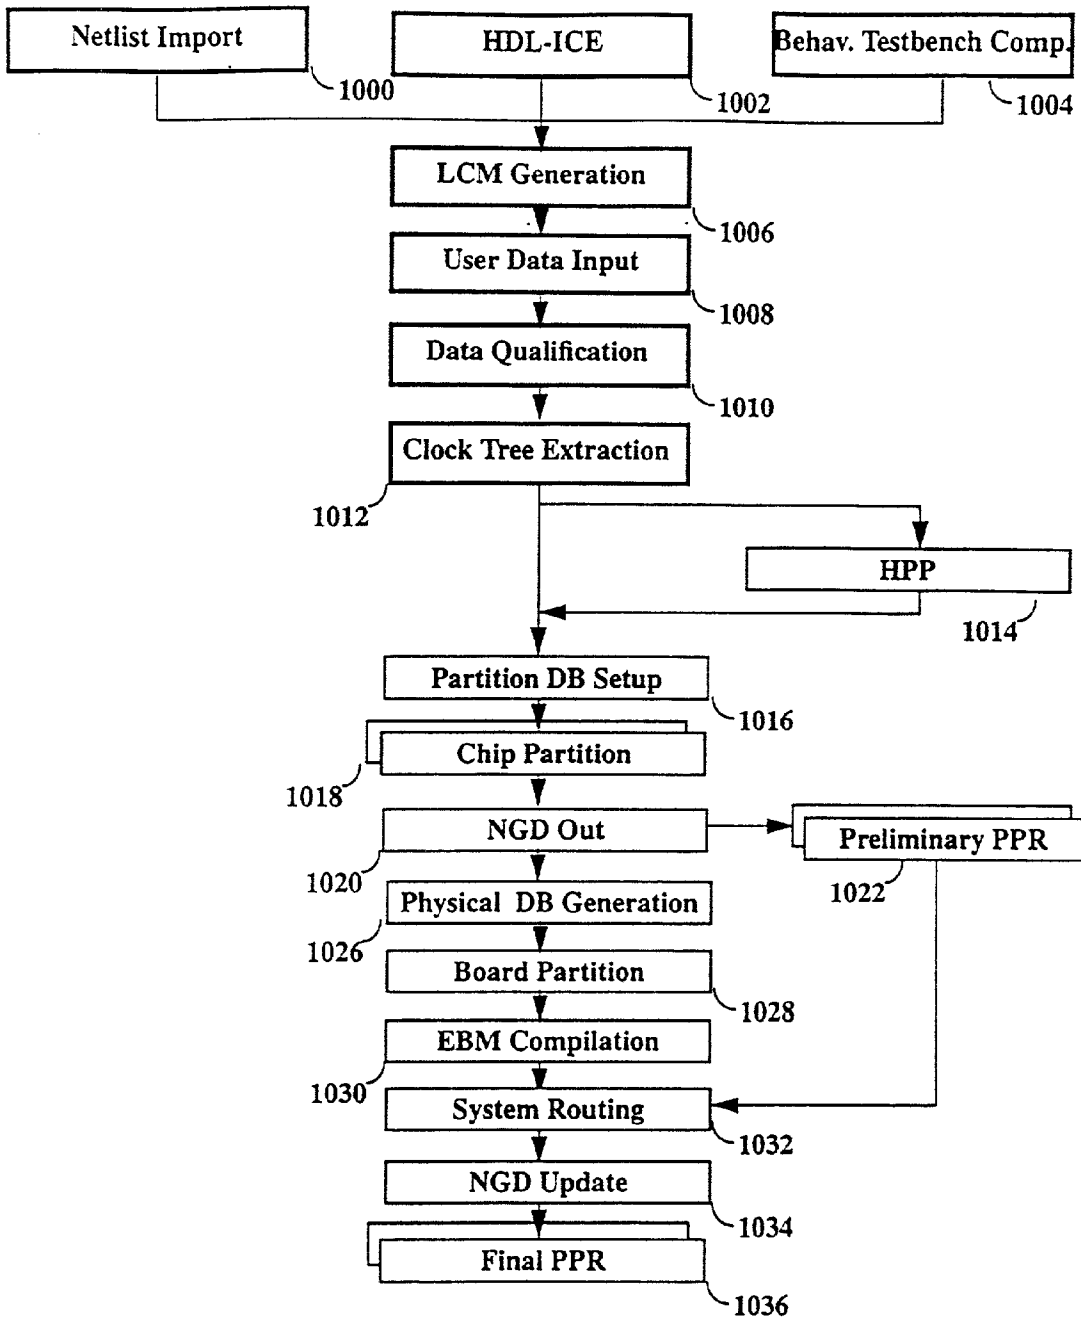 Netlist Import
HDL-ICE
Behav. Testbench Comp.
1000
1002
1004
LCM Generation
1006
User Data Input
1008
Data Qualification
1010
Clock Tree Extraction
1012
HPP
1014
Partition DB Setup
1016
Chip Partition
1018
NGD Out
Preliminary PPR
1020
1022
Physical DB Generation
1026
Board Partition
1028
EBM Compilation
1030
System Routing
1032
NGD Update
1034
Final PPR
1036